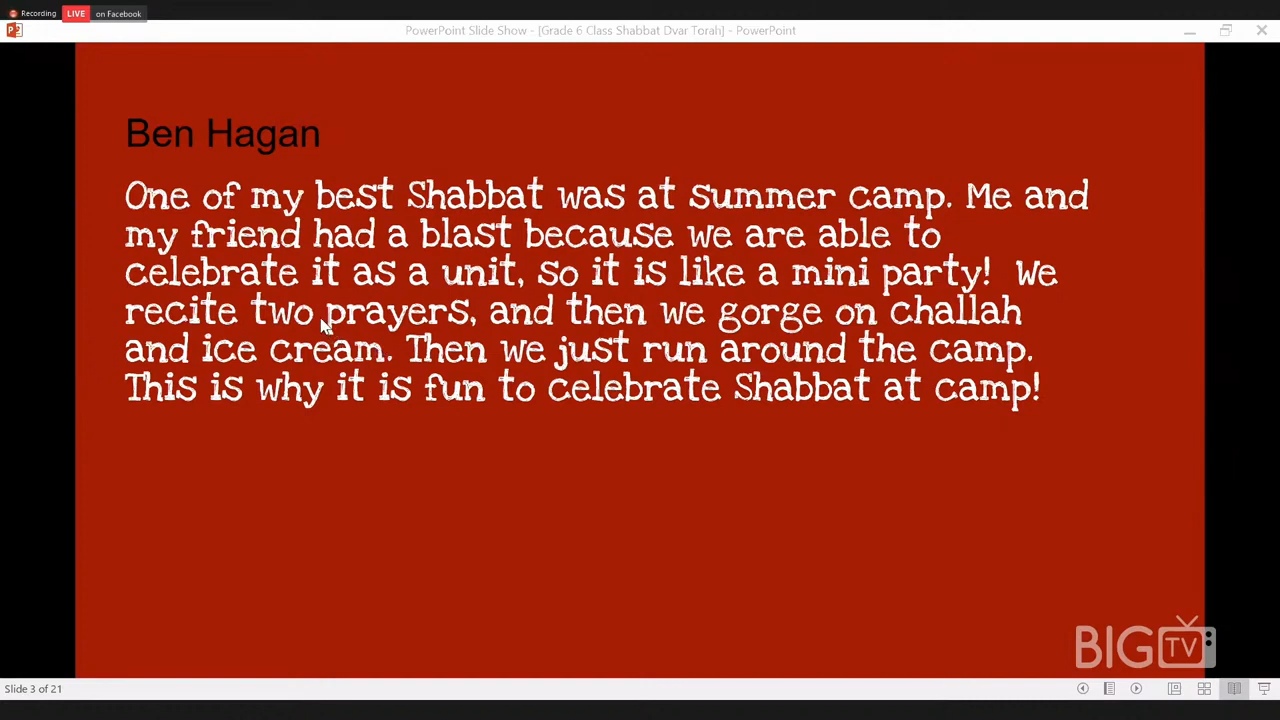 Recording LIVE on Facebook
PowerPoint Slide Show - [Grade 6 Class Shabbat Dvar Torah] - PowerPoint
Ben Hagan
One of my best Shabbat was at summer camp. Me and
my friend had a blast because we are able to
celebrate it as a unit, so it is like a mini party!  We
recite two prayers, and then we gorge on challah
and ice cream. Then we just run around the camp.
This is why it is fun to celebrate Shabbat at camp!
BIG TV
Slide 3 of 21